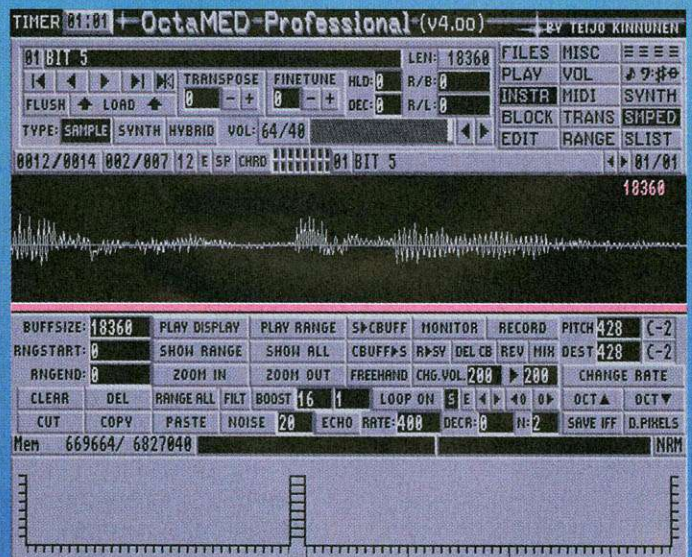 TIMER 01:01 OctaMED Professional (V4.00) BY TEIJO KINNUNEN
01 BIT 5 LEN: 18360 FILES MISC
TRANSPOSE FINETUNE HLD: 0 R/B: 0 PLAY VOL
FLUSH LOAD 0 - + 0 - + DEC: 0 R/L: 0 INSTR MIDI SYNTH
TYPE: SAMPLE SYNTH HYBRID VOL: 64/40 BLOCK TRANS SMPED
EDIT RANGE SLIST
0012/0014 002/007 12 E SP CHRD 01 BIT 5 01/01
18360
BUFFSIZE: 18360 PLAY DISPLAY PLAY RANGE S▶CBUFF MONITOR RECORD PITCH 428 C-2
RNGSTART: 0 SHOW RANGE SHOW ALL CBUFF▶S R▶SY DEL CB REV MIX DEST 428 C-2
RNGEND: 0 ZOOM IN ZOOM OUT FREEHAND CHG.VOL. 200 ▶ 200 CHANGE RATE
CLEAR DEL RANGE ALL FILT BOOST 16 1 LOOP ON S E ◀ ▶ ◀0 0▶ OCT▲ OCT▼
CUT COPY PASTE NOISE 20 ECHO RATE: 400 DECR: 0 N: 2 SAVE IFF D.PIXELS
Mem 669664/ 6827040 NRM